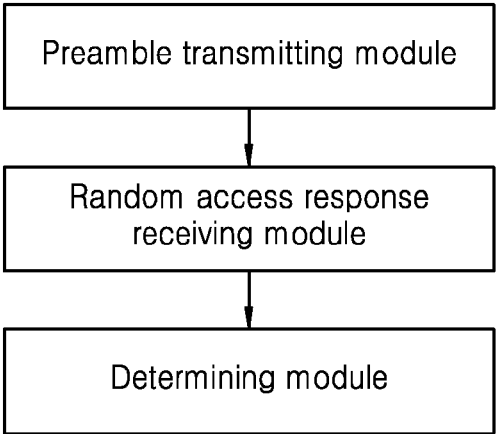 Preamble transmitting module
Random access response
receiving module
Determining module